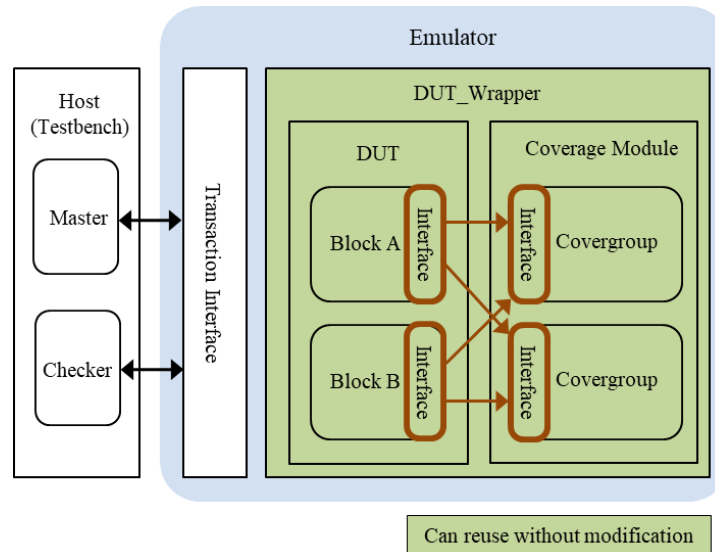 Emulator
Host
(Testbench)
Master
Checker
Transaction Interface
DUT_Wrapper
DUT
Block A
Interface
Block B
Interface
Coverage Module
Interface
Covergroup
Interface
Covergroup
Can reuse without modification